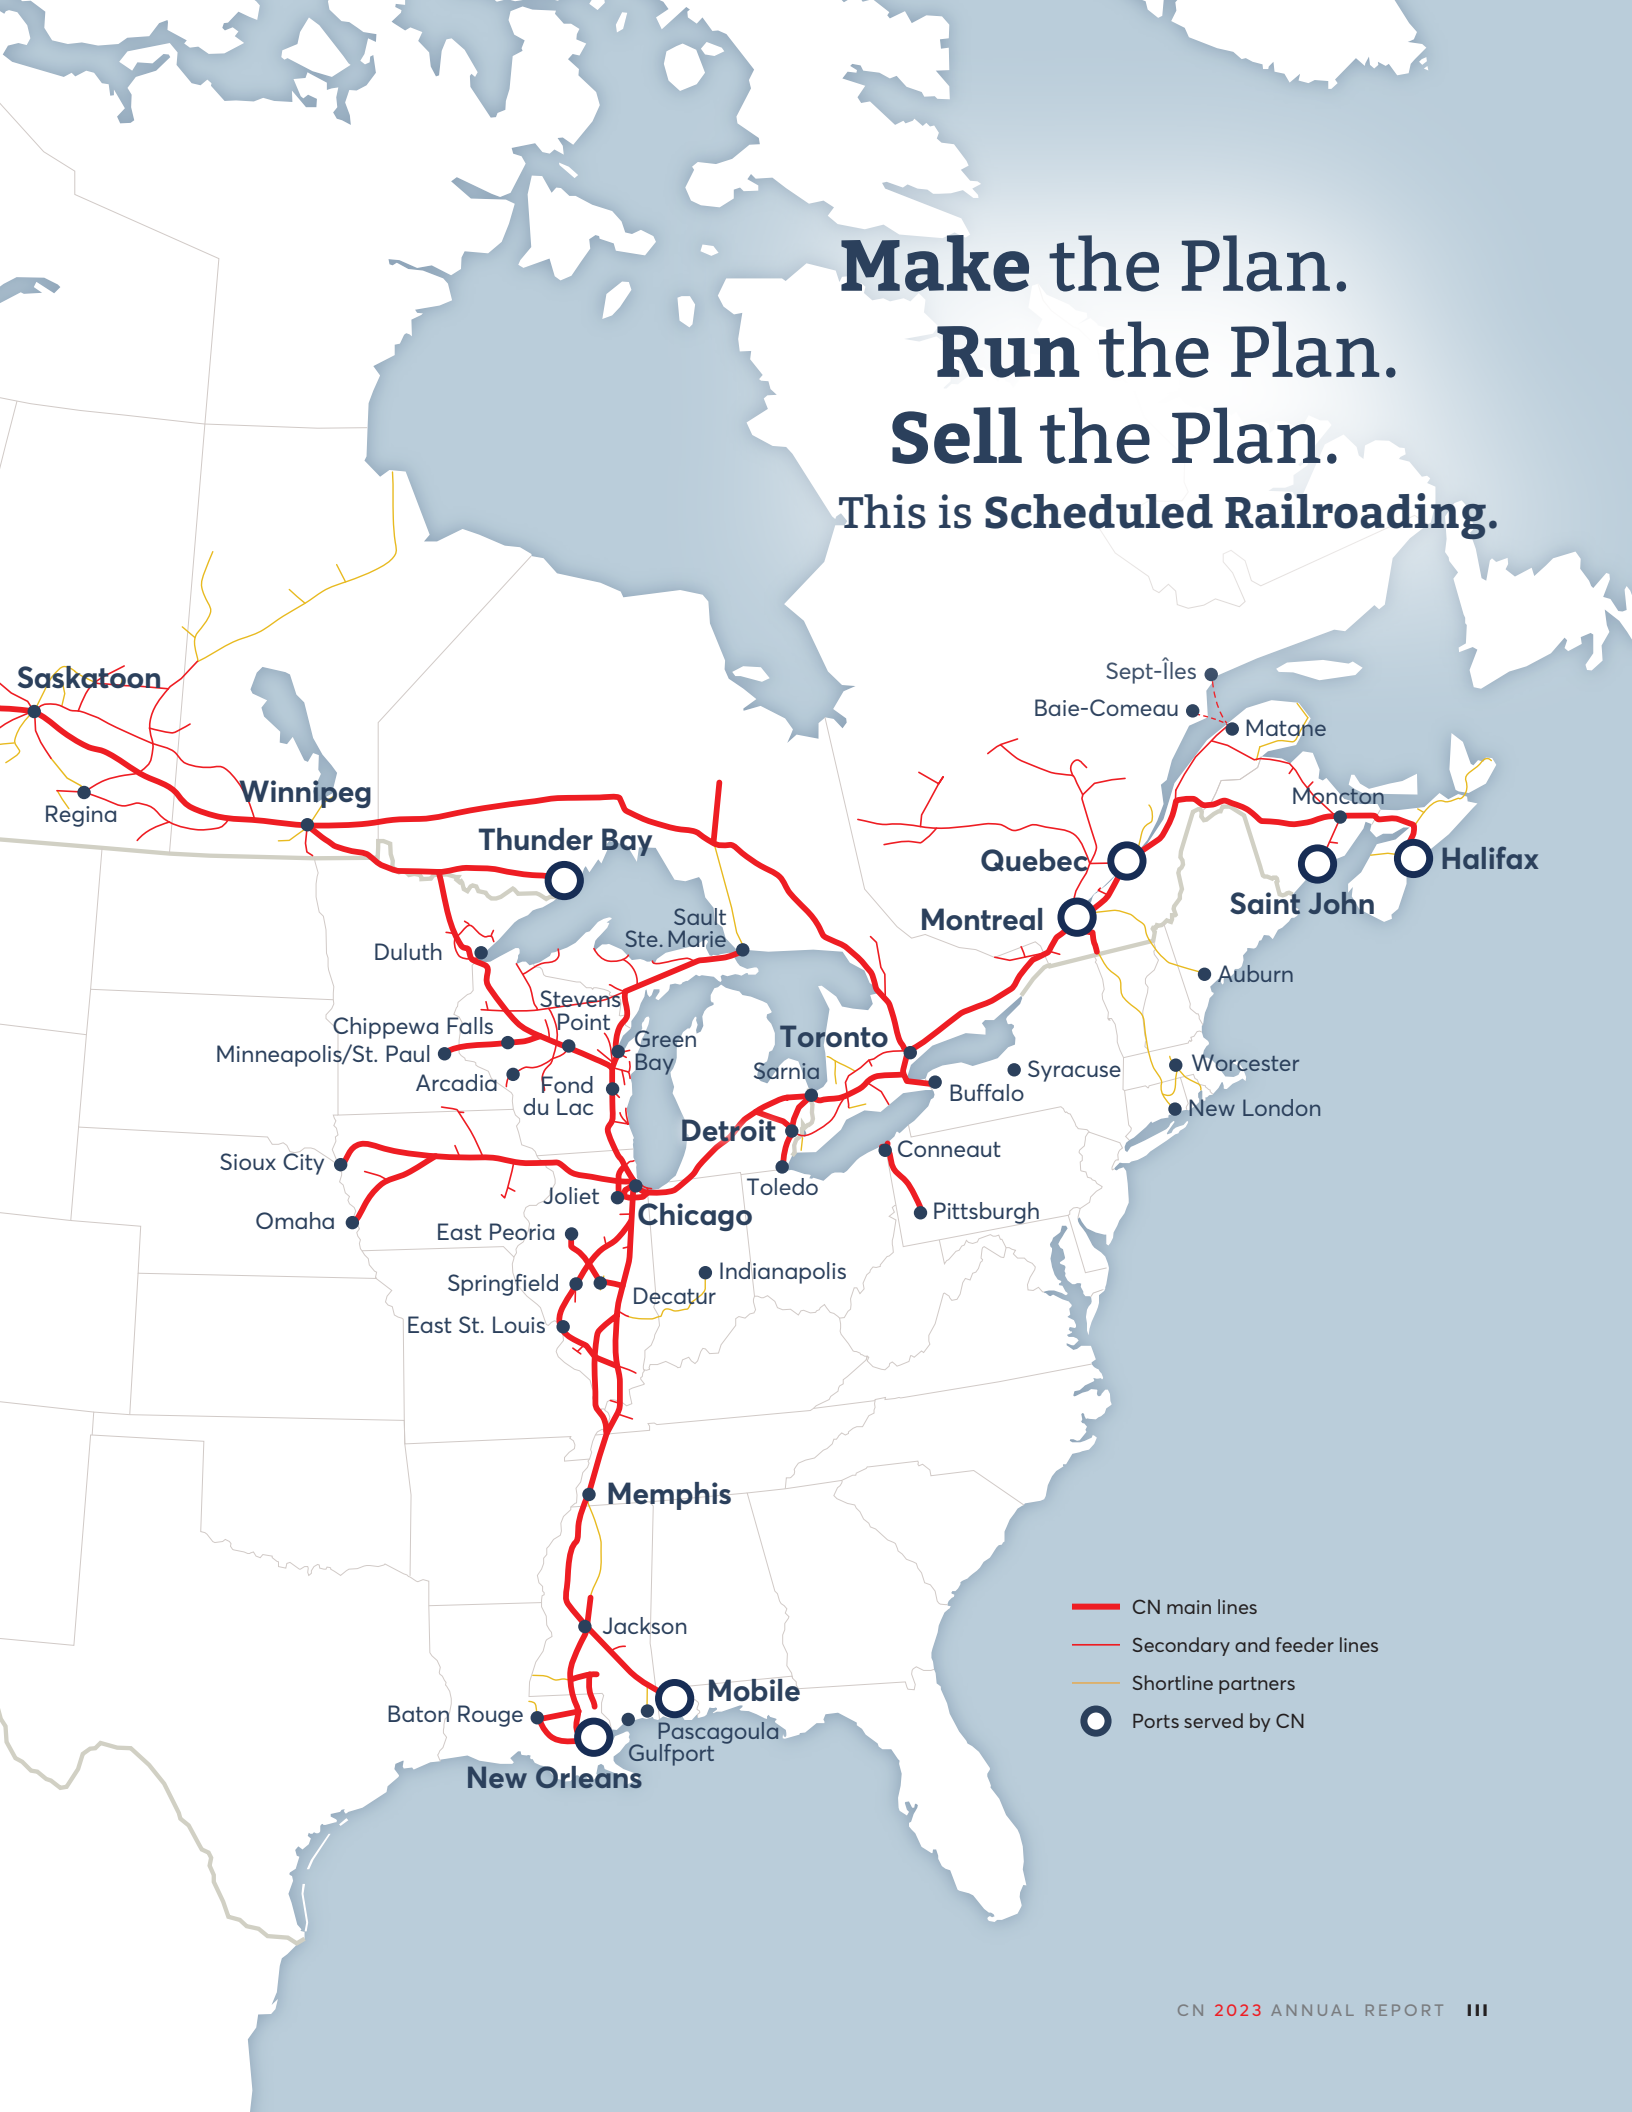 Make the Plan.
Run the Plan.
Sell the Plan.
This is Scheduled Railroading.
Sept-Îles
Baie-Comeau
Matane
Saskatoon
Regina
Winnipeg
Thunder Bay
Moncton
Quebec
Halifax
Saint John
Montreal
Sault
Ste. Marie
Duluth
Auburn
Stevens
Point
Chippewa Falls
Minneapolis/St. Paul
Green
Bay
Toronto
Sarnia
Arcadia
Fond
du Lac
Syracuse
Worcester
Buffalo
New London
Detroit
Conneaut
Sioux City
Toledo
Joliet
Chicago
Omaha
Pittsburgh
East Peoria
Indianapolis
Springfield
Decatur
East St. Louis
Memphis
Jackson
Mobile
Baton Rouge
Pascagoula
Gulfport
New Orleans
CN main lines
Secondary and feeder lines
Shortline partners
Ports served by CN
CN 2023 ANNUAL REPORT III